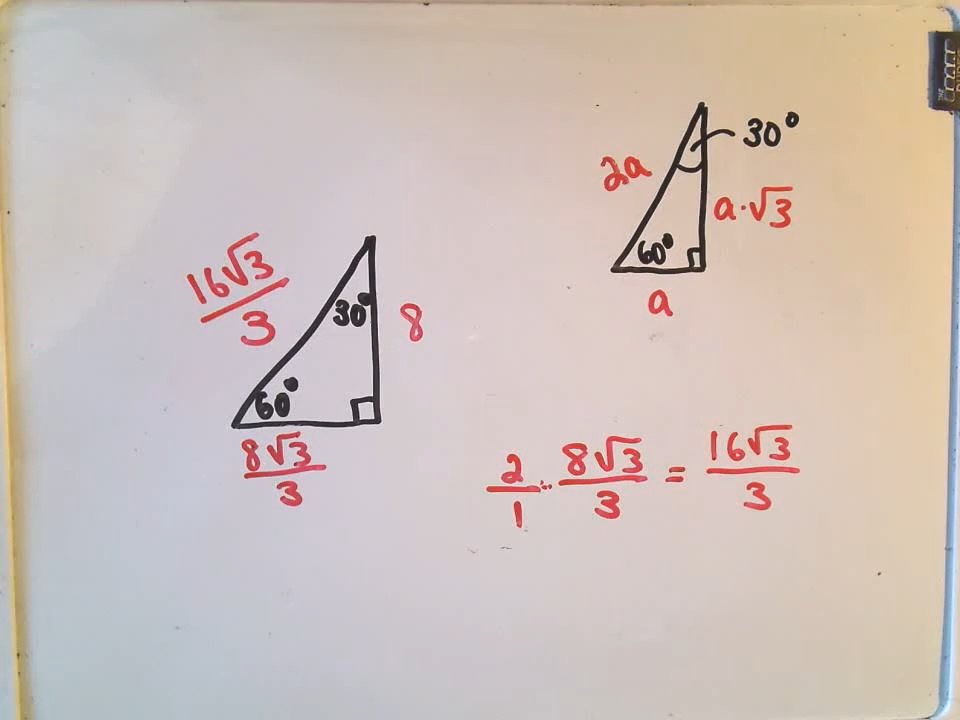 30°
2a
a·√3
60°
a
16√3/3
30°
8
60°
8√3/3
2/1 · 8√3/3 = 16√3/3
THE